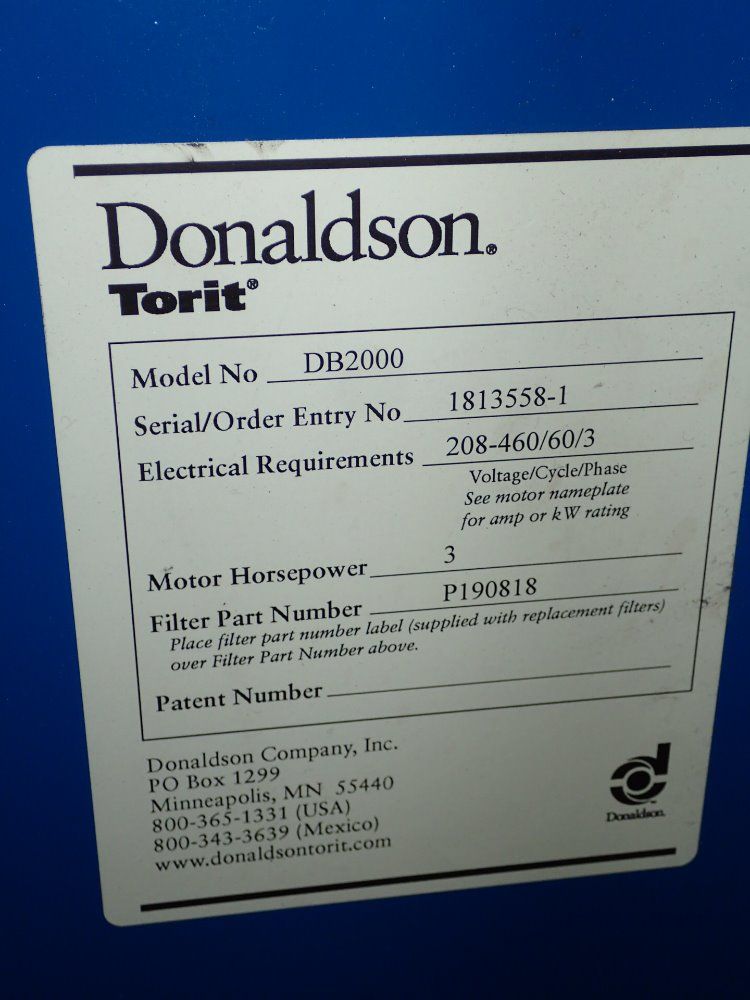 Donaldson®
Torit®
Model No DB2000
Serial/Order Entry No 1813558-1
Electrical Requirements 208-460/60/3
Voltage/Cycle/Phase
See motor nameplate
for amp or kW rating
Motor Horsepower 3
Filter Part Number P190818
Place filter part number label (supplied with replacement filters)
over Filter Part Number above.
Patent Number
Donaldson Company, Inc.
PO Box 1299
Minneapolis, MN 55440
800-365-1331 (USA)
800-343-3639 (Mexico)
www.donaldsontorit.com
Donaldson.